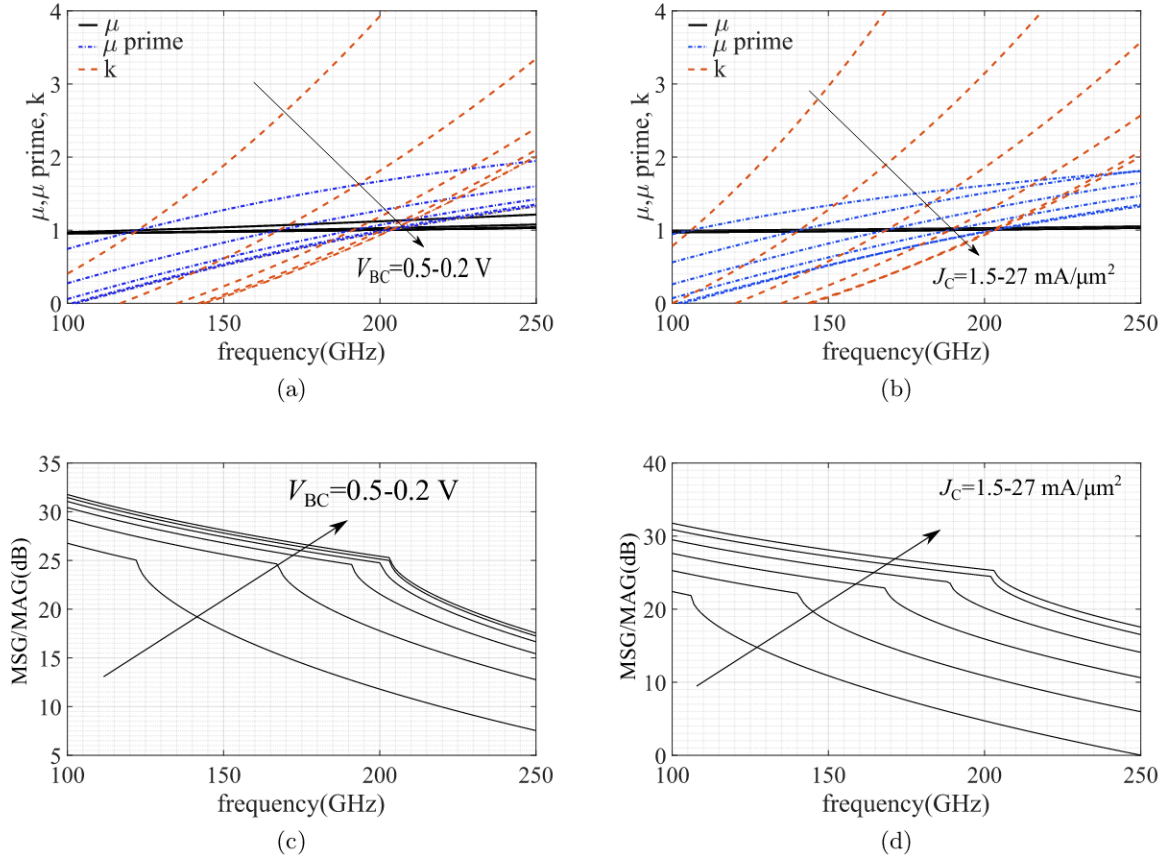 4
3
2
1
0
μ,μ prime, k
μ
μ prime
k
V_BC=0.5-0.2 V
100 150 200 250
frequency(GHz)
(a)
4
3
2
1
0
μ,μ prime, k
μ
μ prime
k
J_C=1.5-27 mA/μm²
100 150 200 250
frequency(GHz)
(b)
35
30
25
20
15
10
5
MSG/MAG(dB)
V_BC=0.5-0.2 V
100 150 200 250
frequency(GHz)
(c)
40
30
20
10
0
MSG/MAG(dB)
J_C=1.5-27 mA/μm²
100 150 200 250
frequency(GHz)
(d)